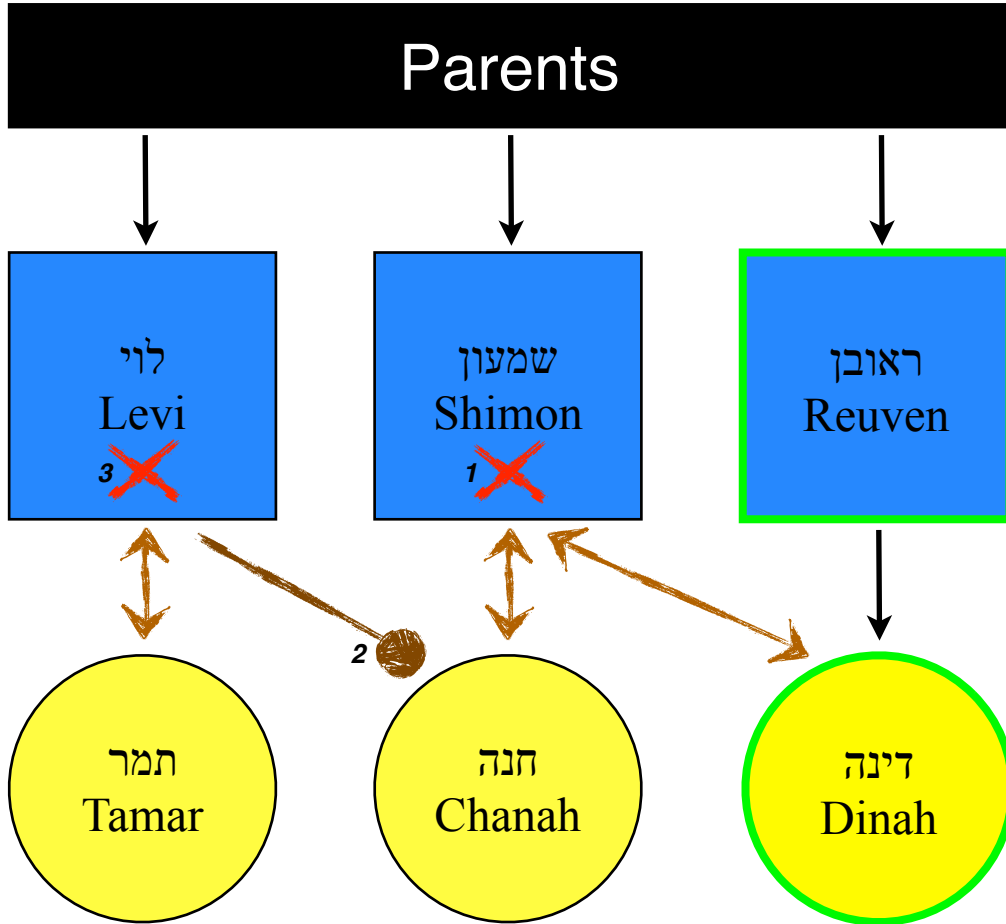 Parents
לוי
Levi
3
שמעון
Shimon
1
ראובן
Reuven
2
תמר
Tamar
חנה
Chanah
דינה
Dinah